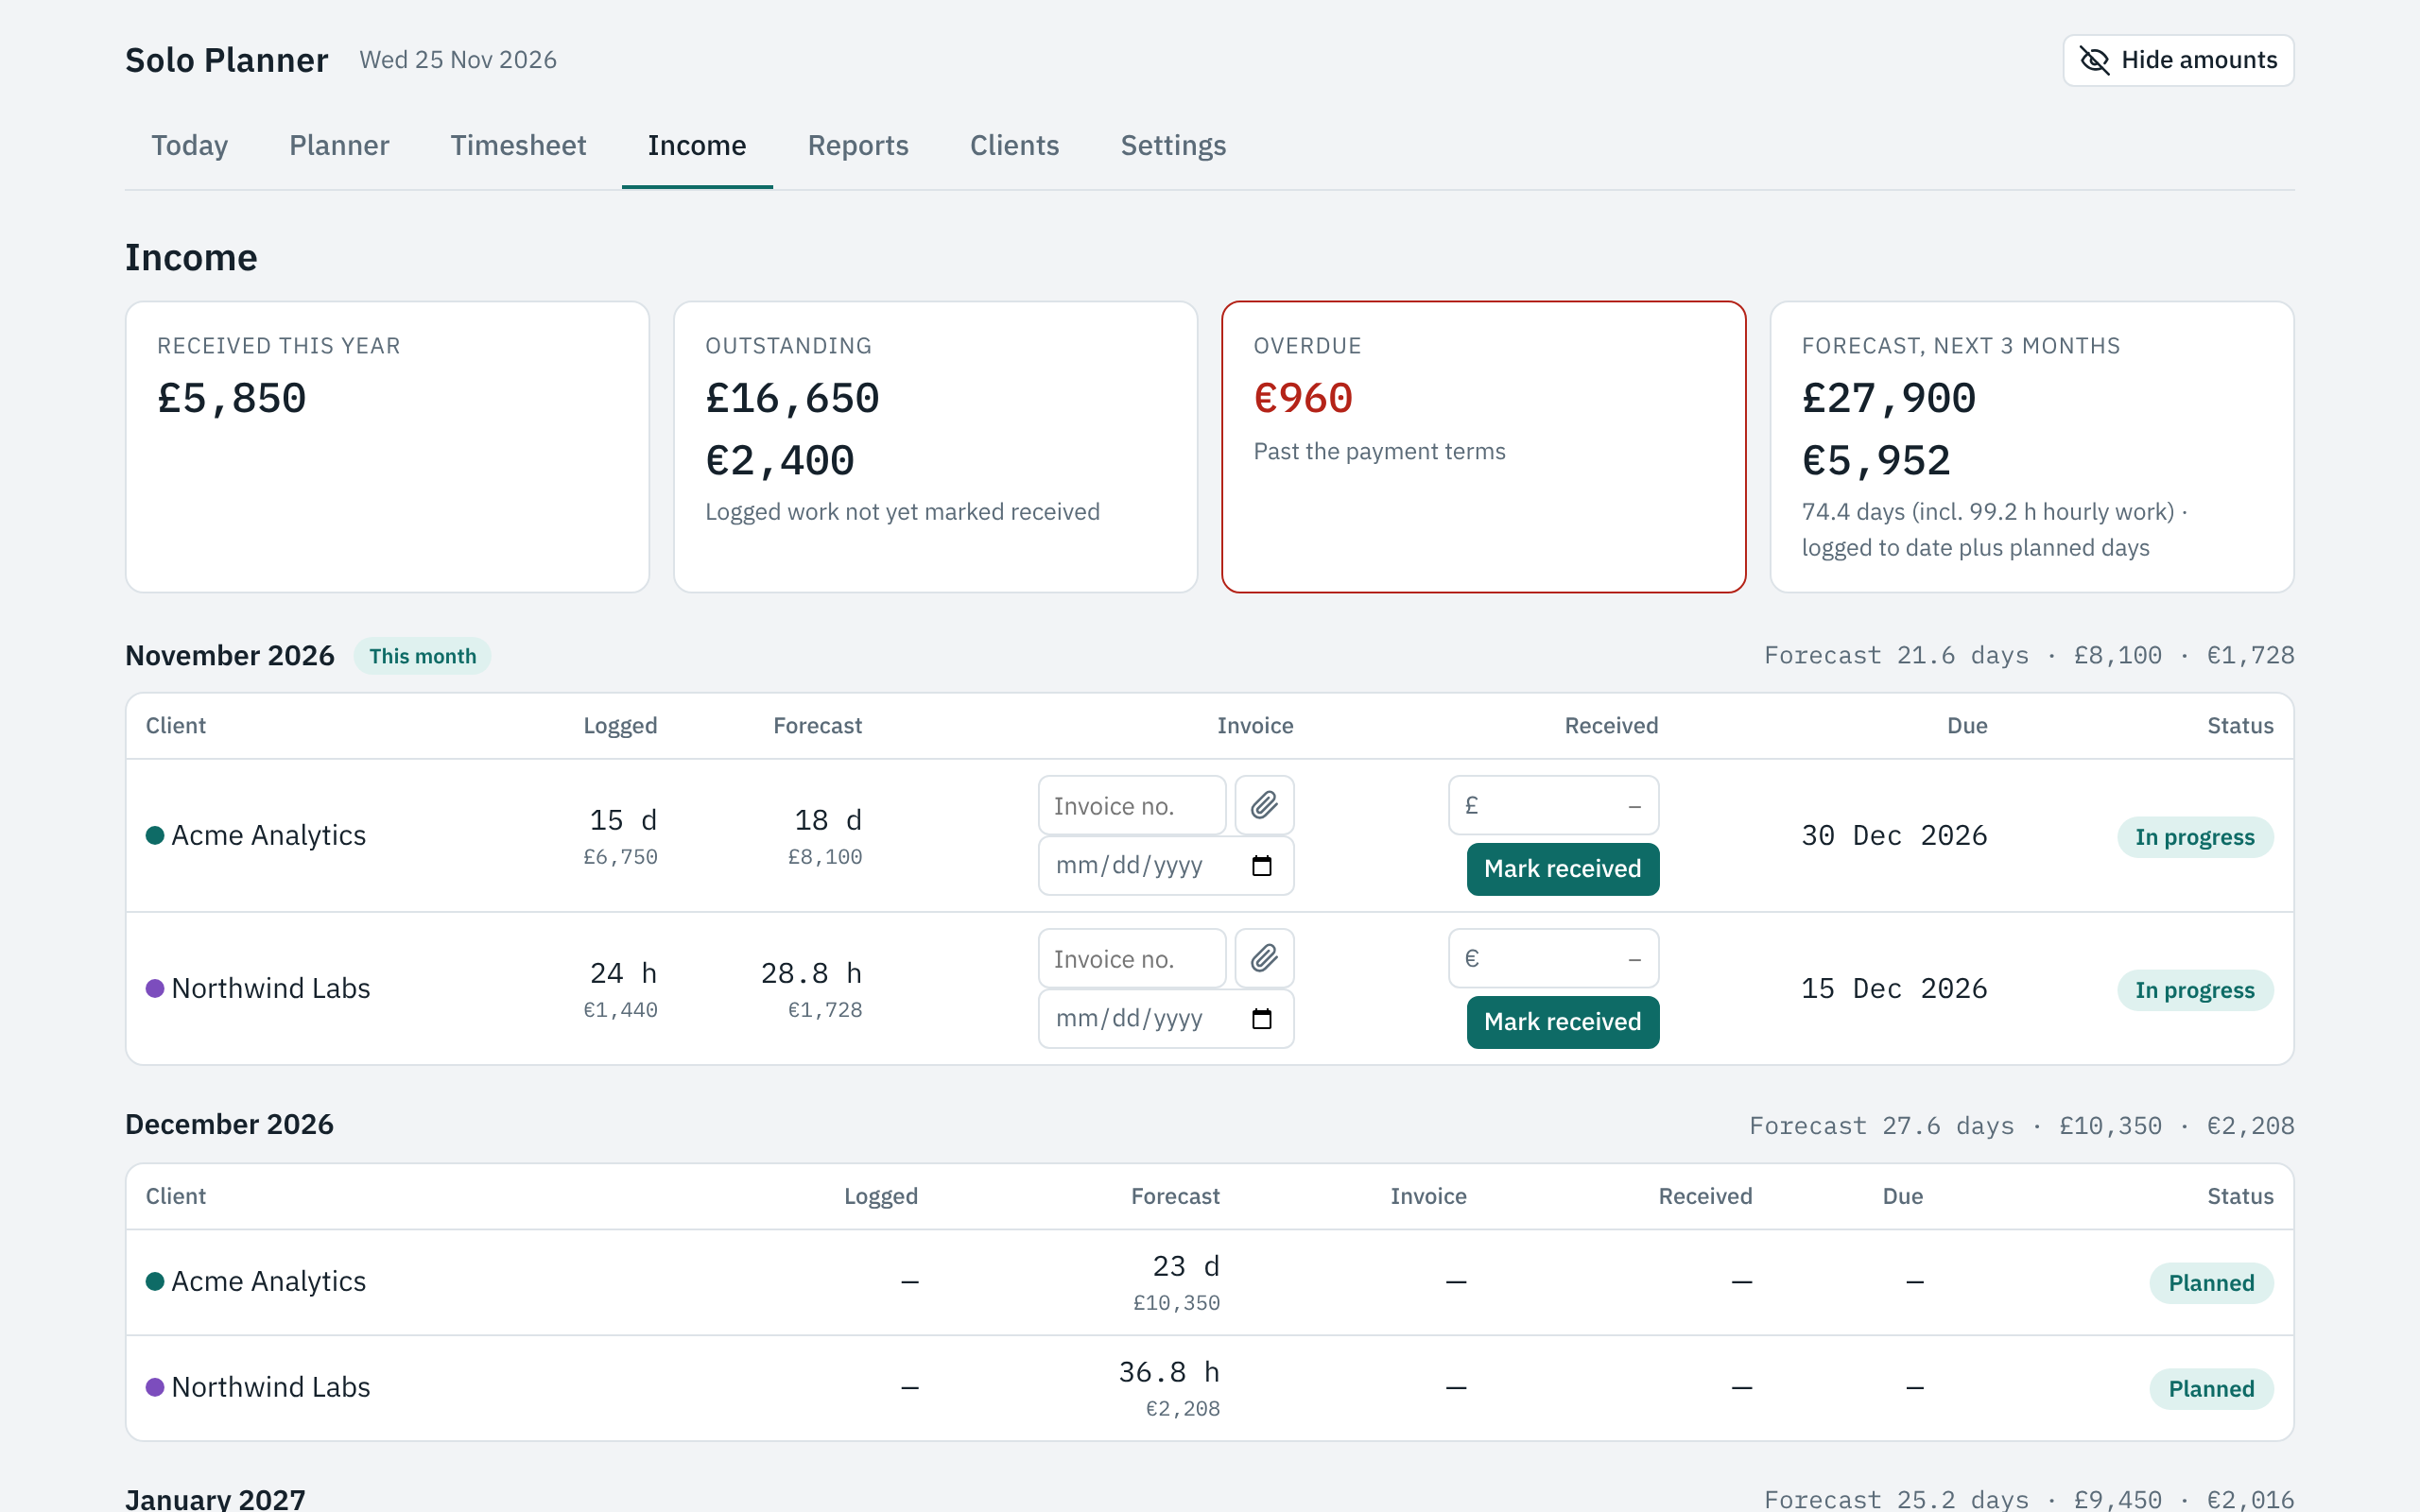 Solo Planner Wed 25 Nov 2026 Hide amounts
Today Planner Timesheet Income Reports Clients Settings
Income
RECEIVED THIS YEAR
£5,850
OUTSTANDING
£16,650
€2,400
Logged work not yet marked received
OVERDUE
€960
Past the payment terms
FORECAST, NEXT 3 MONTHS
£27,900
€5,952
74.4 days (incl. 99.2 h hourly work) ·
logged to date plus planned days
November 2026 This month Forecast 21.6 days · £8,100 · €1,728
Client Logged Forecast Invoice Received Due Status
Acme Analytics 15 d 18 d Invoice no. £ – 30 Dec 2026 In progress
£6,750 £8,100 mm/dd/yyyy Mark received
Northwind Labs 24 h 28.8 h Invoice no. € – 15 Dec 2026 In progress
€1,440 €1,728 mm/dd/yyyy Mark received
December 2026 Forecast 27.6 days · £10,350 · €2,208
Client Logged Forecast Invoice Received Due Status
Acme Analytics — 23 d — — — Planned
£10,350
Northwind Labs — 36.8 h — — — Planned
€2,208
January 2027 Forecast 25.2 days · £9,450 · €2,016